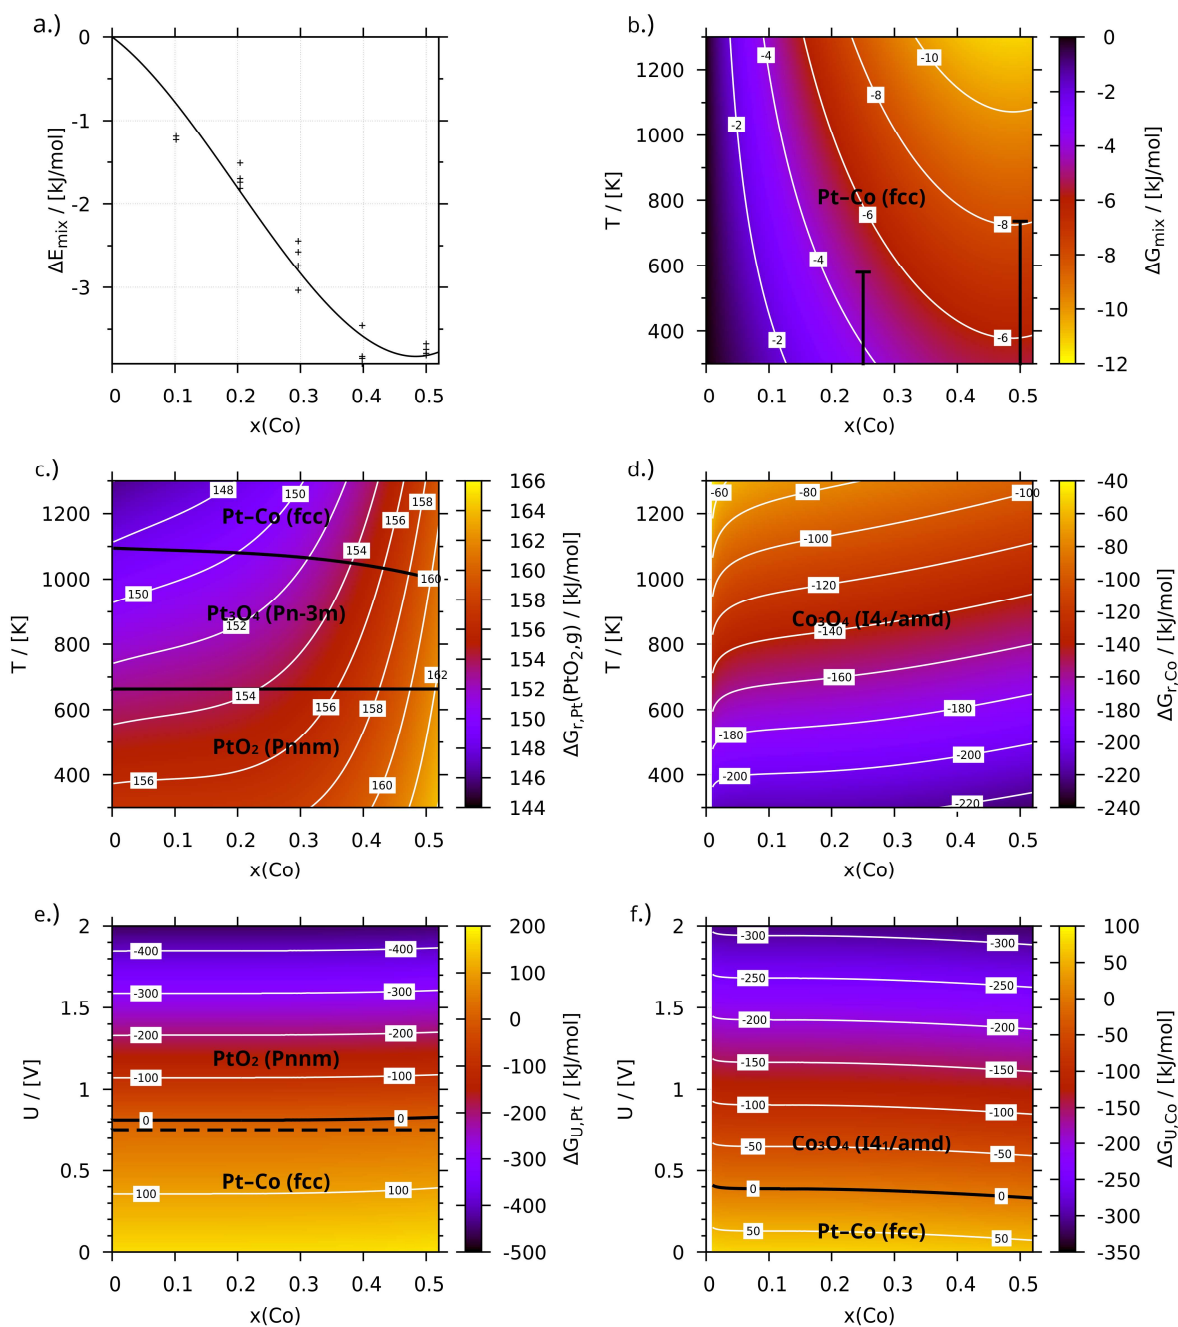 a.)
0
-1
-2
-3
ΔEmix / [kJ/mol]
0 0.1 0.2 0.3 0.4 0.5
x(Co)
b.)
1200
1000
800
600
400
T / [K]
-2 -4 -8 -10
Pt–Co (fcc)
-6 -4 -8 -2 -6
0 0.1 0.2 0.3 0.4 0.5
x(Co)
0
-2
-4
-6
-8
-10
-12
ΔGmix / [kJ/mol]
c.)
1200
1000
800
600
400
T / [K]
148 150 158
Pt–Co (fcc)
156
154
160
150
Pt₃O₄ (Pn-3m)
152
162
154
156 158
PtO₂ (Pnnm)
156 160
0 0.1 0.2 0.3 0.4 0.5
x(Co)
166
164
162
160
158
156
154
152
150
148
146
144
ΔGr,Pt(PtO2,g) / [kJ/mol]
d.)
1200
1000
800
600
400
T / [K]
-60 -80 -100
-100
-120
Co₃O₄ (I4₁/amd)
-140
-160
-180
-180
-200
-200
-220
0 0.1 0.2 0.3 0.4 0.5
x(Co)
-40
-60
-80
-100
-120
-140
-160
-180
-200
-220
-240
ΔGr,Co / [kJ/mol]
e.)
2
1.5
1
0.5
0
U / [V]
-400 -400
-300 -300
-200 -200
PtO₂ (Pnnm)
-100 -100
0 0
Pt–Co (fcc)
100 100
0 0.1 0.2 0.3 0.4 0.5
x(Co)
200
100
0
-100
-200
-300
-400
-500
ΔGU,Pt / [kJ/mol]
f.)
2
1.5
1
0.5
0
U / [V]
-300 -300
-250 -250
-200 -200
-150 -150
-100 -100
Co₃O₄ (I4₁/amd)
-50 -50
0 0
Pt–Co (fcc)
50 50
0 0.1 0.2 0.3 0.4 0.5
x(Co)
100
50
0
-50
-100
-150
-200
-250
-300
-350
ΔGU,Co / [kJ/mol]